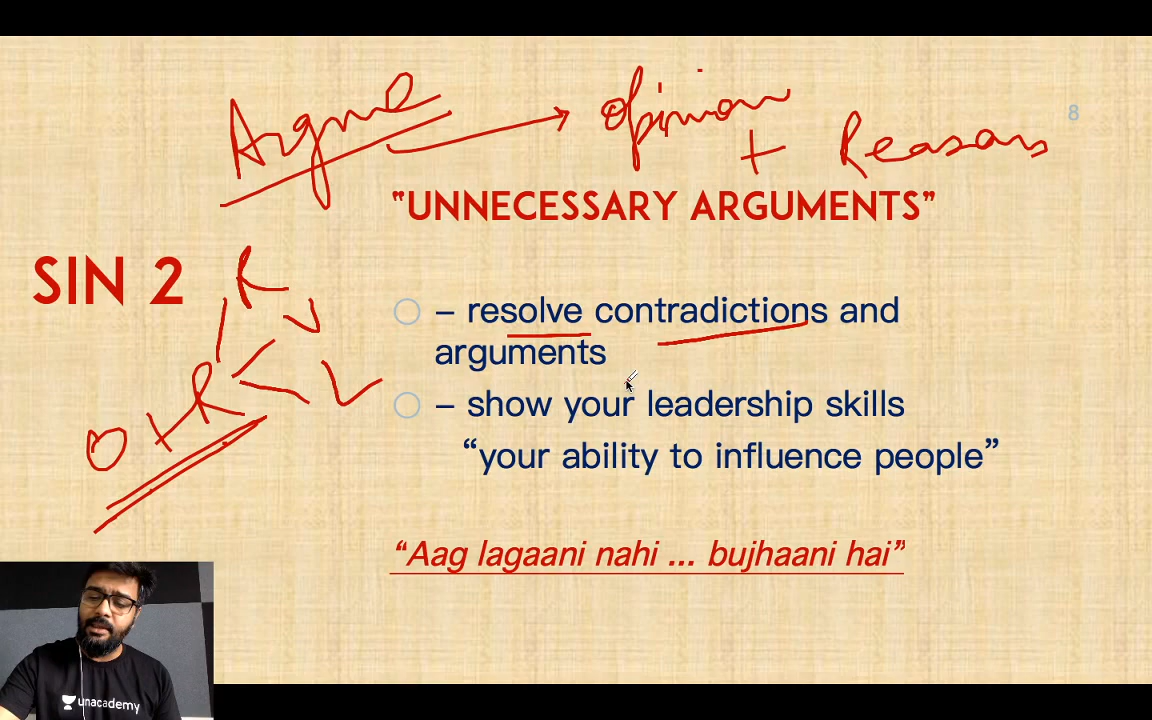 Argue → Opinion
+ Reasons
8
“UNNECESSARY ARGUMENTS”
SIN 2
R
O + R
– resolve contradictions and
arguments
– show your leadership skills
“your ability to influence people”
“Aag lagaani nahi ... bujhaani hai”
unacademy